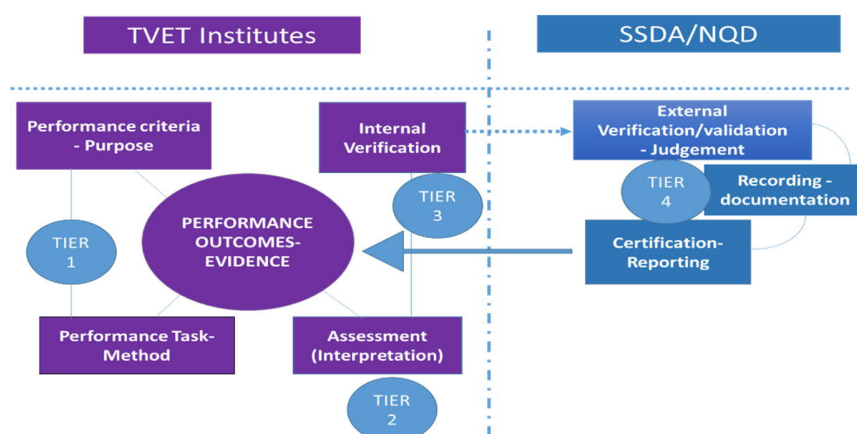 TVET Institutes
SSDA/NQD
Performance criteria
- Purpose
Internal
Verification
External
Verification/validation
- Judgement
TIER
1
PERFORMANCE
OUTCOMES-
EVIDENCE
TIER
3
TIER
4
Recording -
documentation
Certification-
Reporting
Performance Task-
Method
Assessment
(Interpretation)
TIER
2